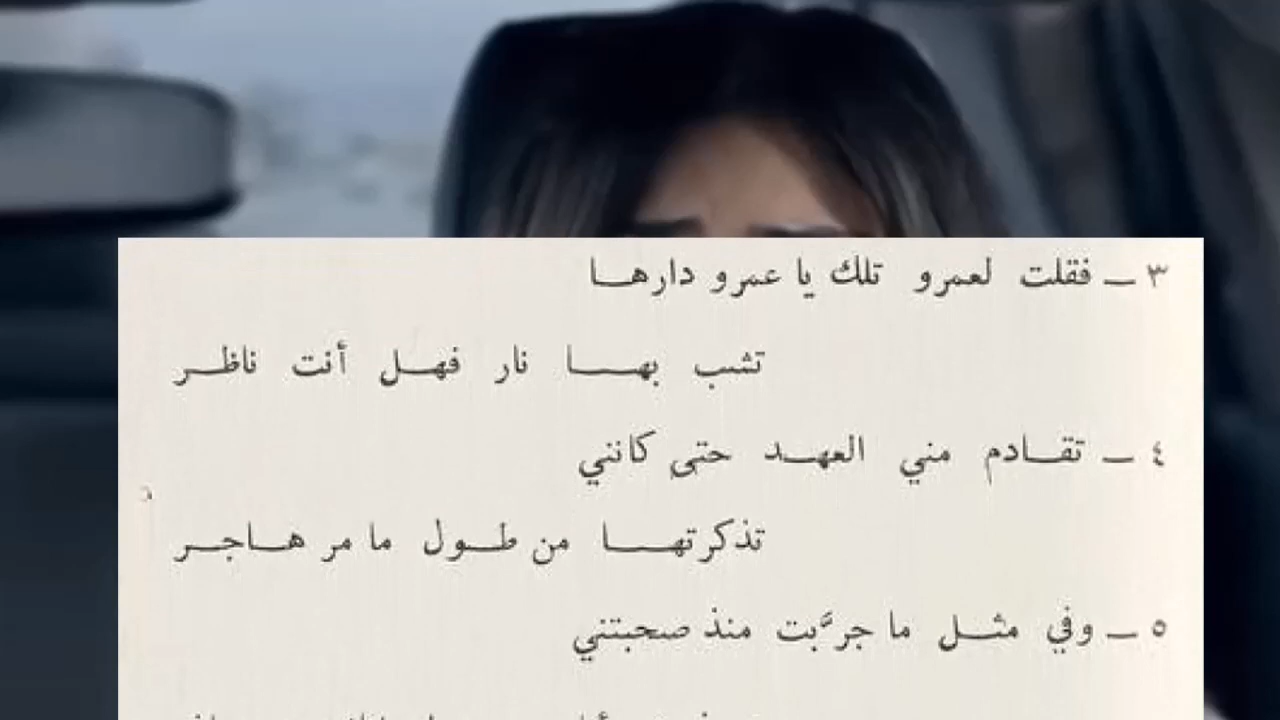 ٣ — فقلت لعمرو تلك يا عمرو دارها
تشب بها نار فهل أنت ناظر
٤ — تقادم مني العهد حتى كانني
تذكرتها من طول ما مر هاجر
٥ — وفي مثل ما جرَّبت منذ صحبتني